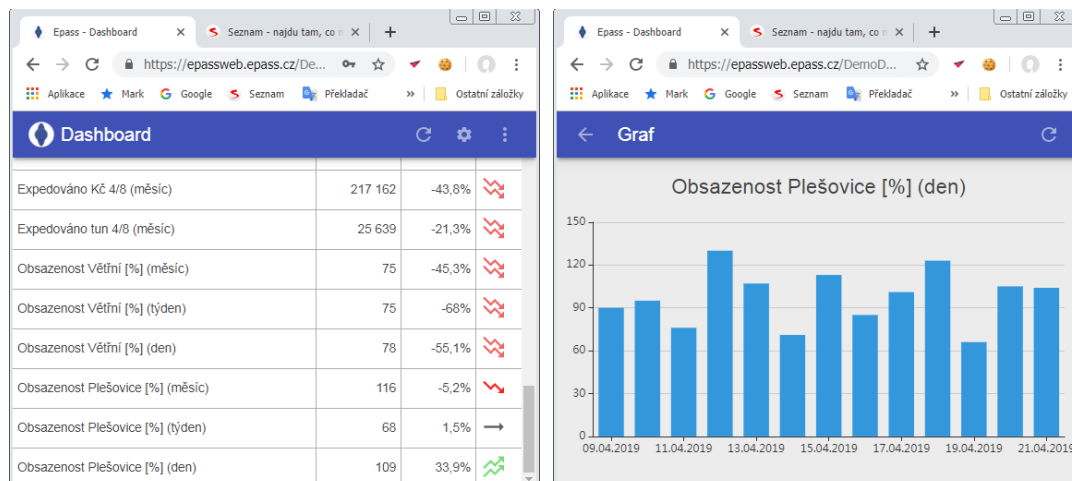 Epass - Dashboard
Seznam - najdu tam, co n
https://epassweb.epass.cz/De...
Aplikace Mark Google Seznam Překladač » Ostatní záložky
Dashboard
Expedováno Kč 4/8 (měsíc) 217 162 -43,8%
Expedováno tun 4/8 (měsíc) 25 639 -21,3%
Obsazenost Větřní [%] (měsíc) 75 -45,3%
Obsazenost Větřní [%] (týden) 75 -68%
Obsazenost Větřní [%] (den) 78 -55,1%
Obsazenost Plešovice [%] (měsíc) 116 -5,2%
Obsazenost Plešovice [%] (týden) 68 1,5%
Obsazenost Plešovice [%] (den) 109 33,9%
Epass - Dashboard
Seznam - najdu tam, co n
https://epassweb.epass.cz/DemoD...
Aplikace Mark Google Seznam Překladač » Ostatní záložky
Graf
Obsazenost Plešovice [%] (den)
150
120
90
60
30
0
09.04.2019 11.04.2019 13.04.2019 15.04.2019 17.04.2019 19.04.2019 21.04.2019